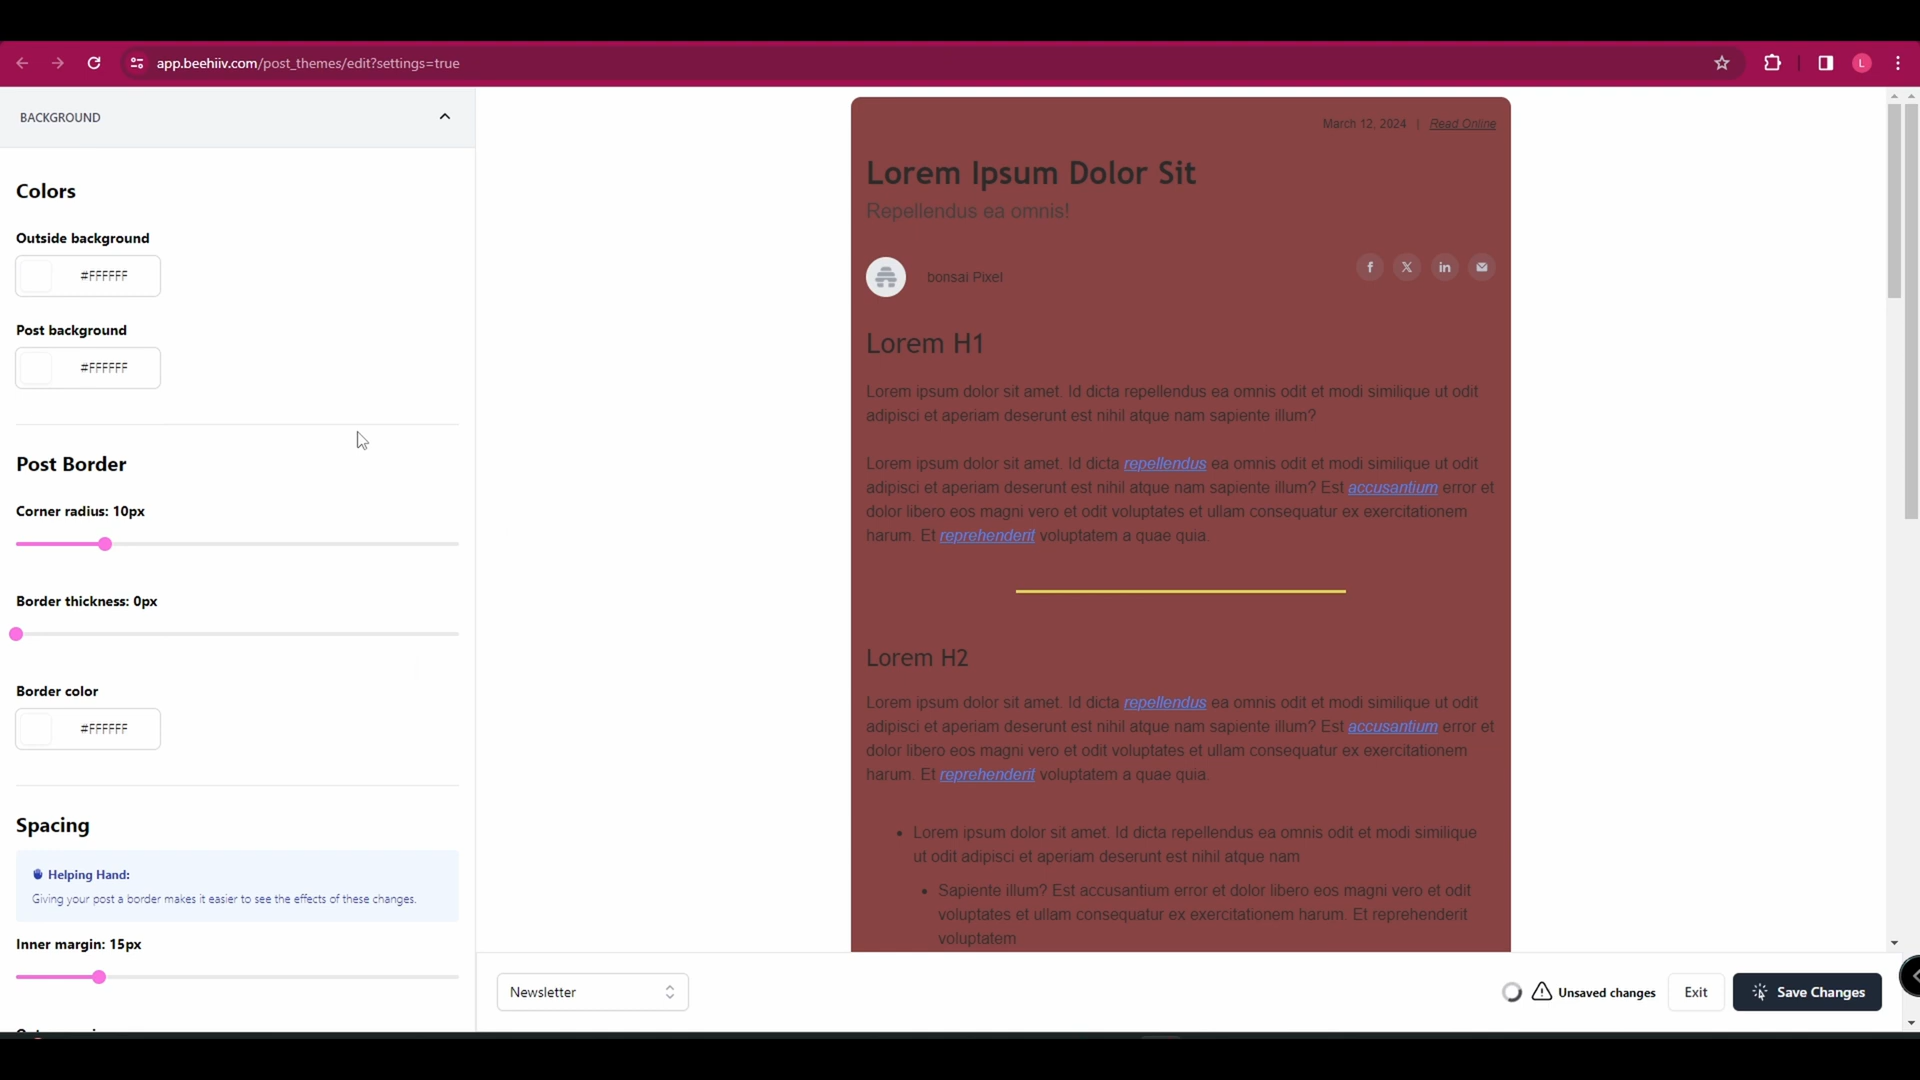 app.beehiiv.com/post_themes/edit?settings=true
L
BACKGROUND
Colors
Outside background
#FFFFFF
Post background
#FFFFFF
Post Border
Corner radius: 10px
Border thickness: 0px
Border color
#FFFFFF
Spacing
Helping Hand:
Giving your post a border makes it easier to see the effects of these changes.
Inner margin: 15px
March 12, 2024 | Read Online
Lorem Ipsum Dolor Sit
Repellendus ea omnis!
bonsai Pixel
Lorem H1
Lorem ipsum dolor sit amet. Id dicta repellendus ea omnis odit et modi similique ut odit
adipisci et aperiam deserunt est nihil atque nam sapiente illum?
Lorem ipsum dolor sit amet. Id dicta repellendus ea omnis odit et modi similique ut odit
adipisci et aperiam deserunt est nihil atque nam sapiente illum? Est accusantium error et
dolor libero eos magni vero et odit voluptates et ullam consequatur ex exercitationem
harum. Et reprehenderit voluptatem a quae quia.
Lorem H2
Lorem ipsum dolor sit amet. Id dicta repellendus ea omnis odit et modi similique ut odit
adipisci et aperiam deserunt est nihil atque nam sapiente illum? Est accusantium error et
dolor libero eos magni vero et odit voluptates et ullam consequatur ex exercitationem
harum. Et reprehenderit voluptatem a quae quia.
• Lorem ipsum dolor sit amet. Id dicta repellendus ea omnis odit et modi similique
ut odit adipisci et aperiam deserunt est nihil atque nam
• Sapiente illum? Est accusantium error et dolor libero eos magni vero et odit
voluptates et ullam consequatur ex exercitationem harum. Et reprehenderit
voluptatem
Newsletter
Unsaved changes
Exit
Save Changes